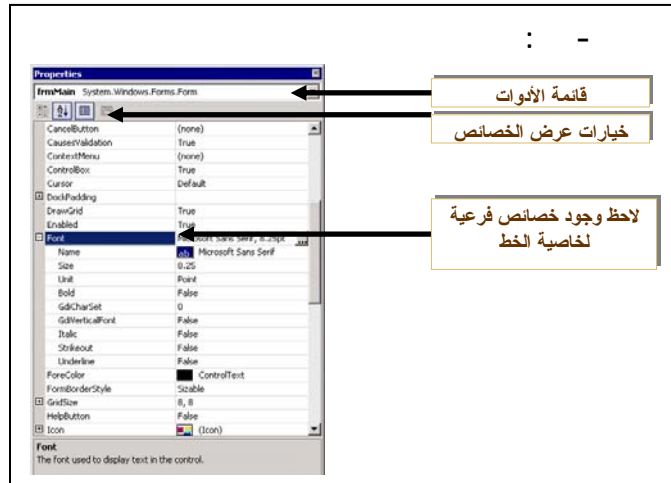 - :
Properties
frmMain System.Windows.Forms.Form
قائمة الأدوات
خيارات عرض الخصائص
CancelButton (none)
CausesValidation True
ContextMenu (none)
ControlBox True
Cursor Default
DockPadding
DrawGrid True
Enabled True
Font Microsoft Sans Serif, 8.25pt ...
لاحظ وجود خصائص فرعية
لخاصية الخط
Name ab Microsoft Sans Serif
Size 8.25
Unit Point
Bold False
GdiCharSet 0
GdiVerticalFont False
Italic False
Strikeout False
Underline False
ForeColor ControlText
FormBorderStyle Sizable
GridSize 8, 8
HelpButton False
Icon (Icon)
Font
The font used to display text in the control.